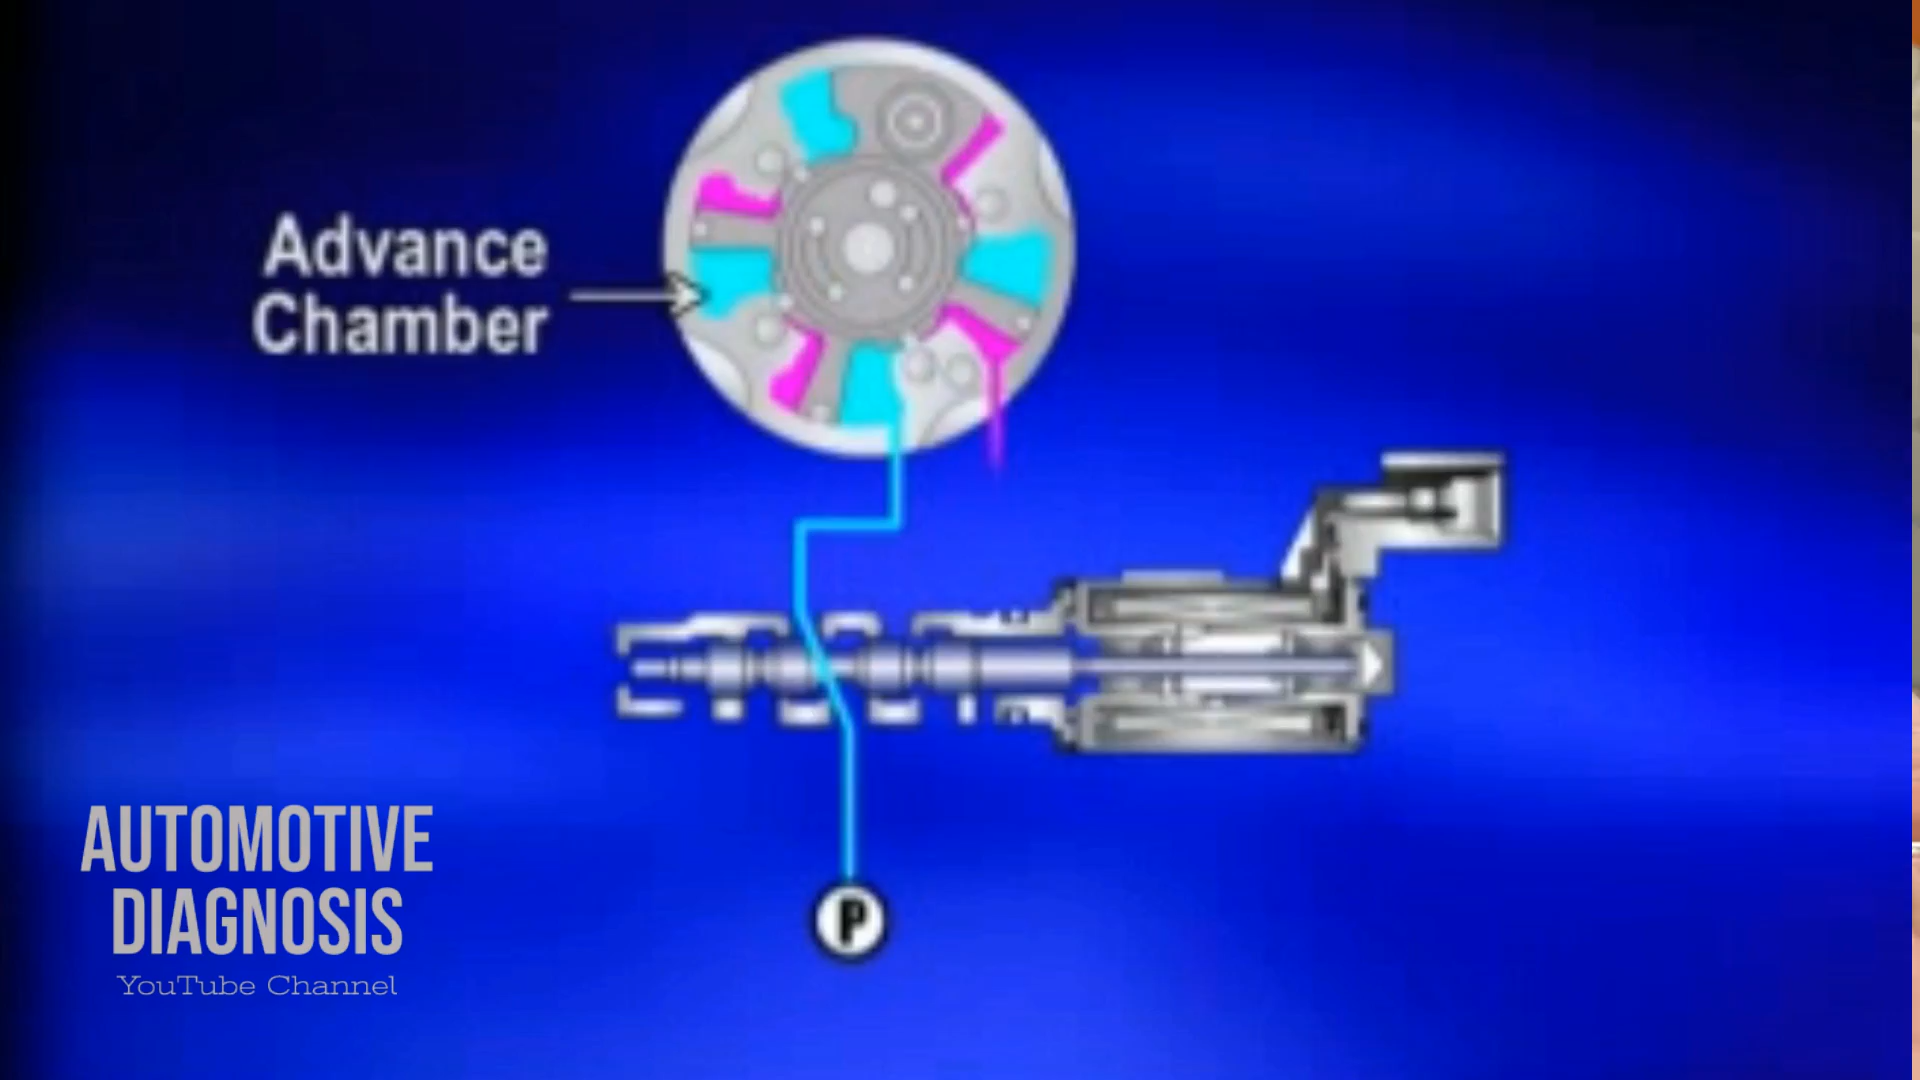 Advance
Chamber
P
AUTOMOTIVE
DIAGNOSIS
YouTube Channel